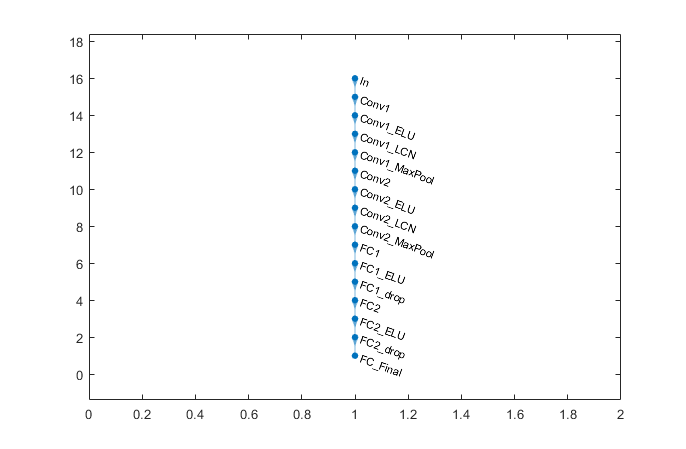 18
16
14
12
10
8
6
4
2
0
In
Conv1
Conv1_ELU
Conv1_LCN
Conv1_MaxPool
Conv2
Conv2_ELU
Conv2_LCN
Conv2_MaxPool
FC1
FC1_ELU
FC1_drop
FC2
FC2_ELU
FC2_drop
FC_Final
0 0.2 0.4 0.6 0.8 1 1.2 1.4 1.6 1.8 2